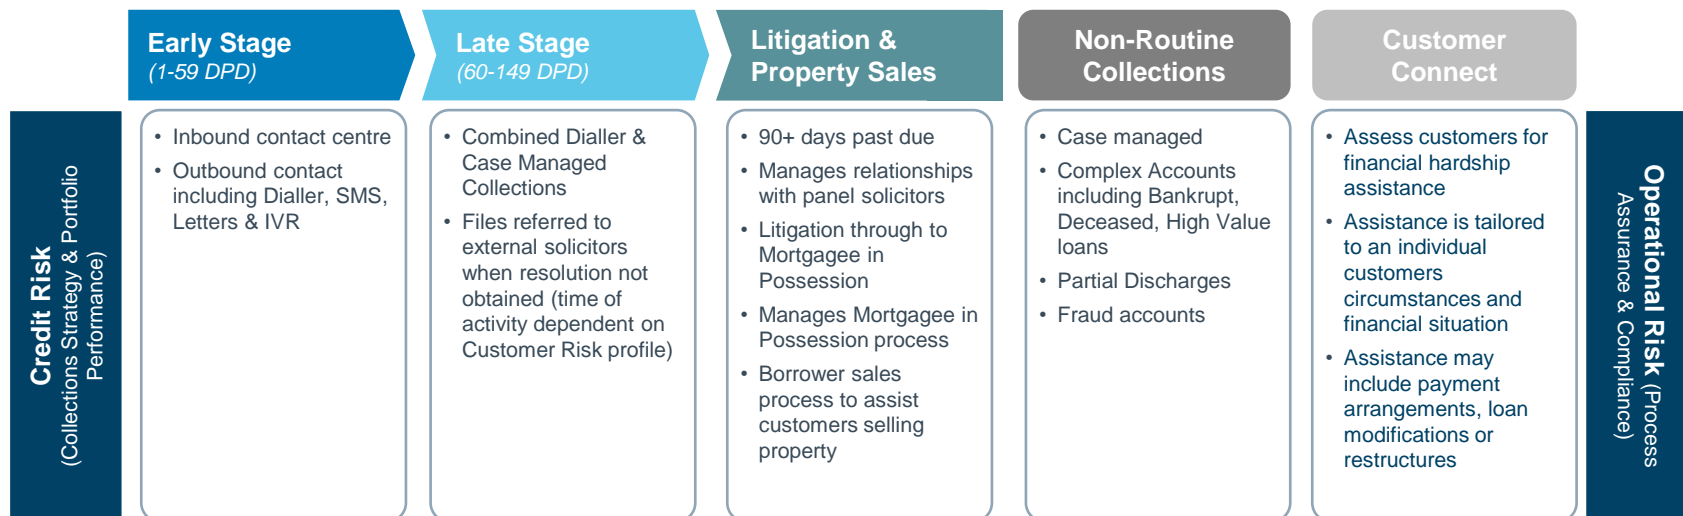 Credit Risk
(Collections Strategy & Portfolio
Performance)
Early Stage
(1-59 DPD)
• Inbound contact centre
• Outbound contact
including Dialler, SMS,
Letters & IVR
Late Stage
(60-149 DPD)
• Combined Dialler &
Case Managed
Collections
• Files referred to
external solicitors
when resolution not
obtained (time of
activity dependent on
Customer Risk profile)
Litigation &
Property Sales
• 90+ days past due
• Manages relationships
with panel solicitors
• Litigation through to
Mortgagee in
Possession
• Manages Mortgagee in
Possession process
• Borrower sales
process to assist
customers selling
property
Non-Routine
Collections
• Case managed
• Complex Accounts
including Bankrupt,
Deceased, High Value
loans
• Partial Discharges
• Fraud accounts
Customer
Connect
• Assess customers for
financial hardship
assistance
• Assistance is tailored
to an individual
customers
circumstances and
financial situation
• Assistance may
include payment
arrangements, loan
modifications or
restructures
Operational Risk (Process
Assurance & Compliance)